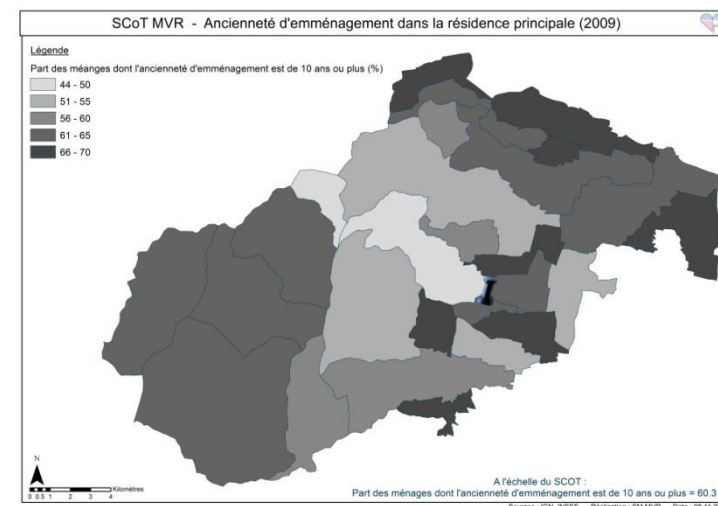 SCoT MVR - Ancienneté d'emménagement dans la résidence principale (2009)
Légende
Part des méanges dont l'ancienneté d'emménagement est de 10 ans ou plus (%)
44 - 50
51 - 55
56 - 60
61 - 65
66 - 70
N
0 0.5 1 2 3 4 Kilomètres
A l'échelle du SCOT :
Part des ménages dont l'ancienneté d'emménagement est de 10 ans ou plus = 60.3